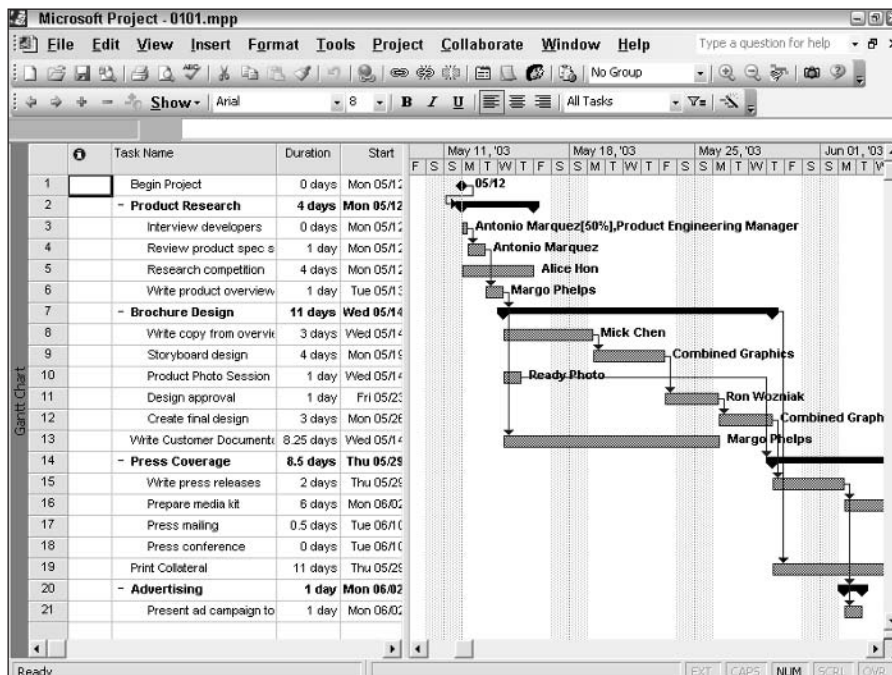 Microsoft Project - 0101.mpp
File Edit View Insert Format Tools Project Collaborate Window Help Type a question for help
No Group
Show Arial 8 B I U All Tasks
Task Name Duration Start May 11, '03 May 18, '03 May 25, '03 Jun 01, '03
F S S M T W T F S S M T W T F S S M T W T F S S M T W
1 Begin Project 0 days Mon 05/12 05/12
2 - Product Research 4 days Mon 05/12
3 Interview developers 0 days Mon 05/12 Antonio Marquez[50%],Product Engineering Manager
4 Review product spec s 1 day Mon 05/12 Antonio Marquez
5 Research competition 4 days Mon 05/12 Alice Hon
6 Write product overview 1 day Tue 05/13 Margo Phelps
7 - Brochure Design 11 days Wed 05/14
8 Write copy from overvie 3 days Wed 05/14 Mick Chen
9 Storyboard design 4 days Mon 05/19 Combined Graphics
10 Product Photo Session 1 day Wed 05/14 Ready Photo
11 Design approval 1 day Fri 05/23 Ron Wozniak
12 Create final design 3 days Mon 05/26 Combined Graph
13 Write Customer Documenta 8.25 days Wed 05/14 Margo Phelps
14 - Press Coverage 8.5 days Thu 05/29
15 Write press releases 2 days Thu 05/29
16 Prepare media kit 6 days Mon 06/02
17 Press mailing 0.5 days Tue 06/10
18 Press conference 0 days Tue 06/10
19 Print Collateral 11 days Thu 05/29
20 - Advertising 1 day Mon 06/02
21 Present ad campaign to 1 day Mon 06/02
Gantt Chart
Ready EXT CAPS NUM SCRL OVR